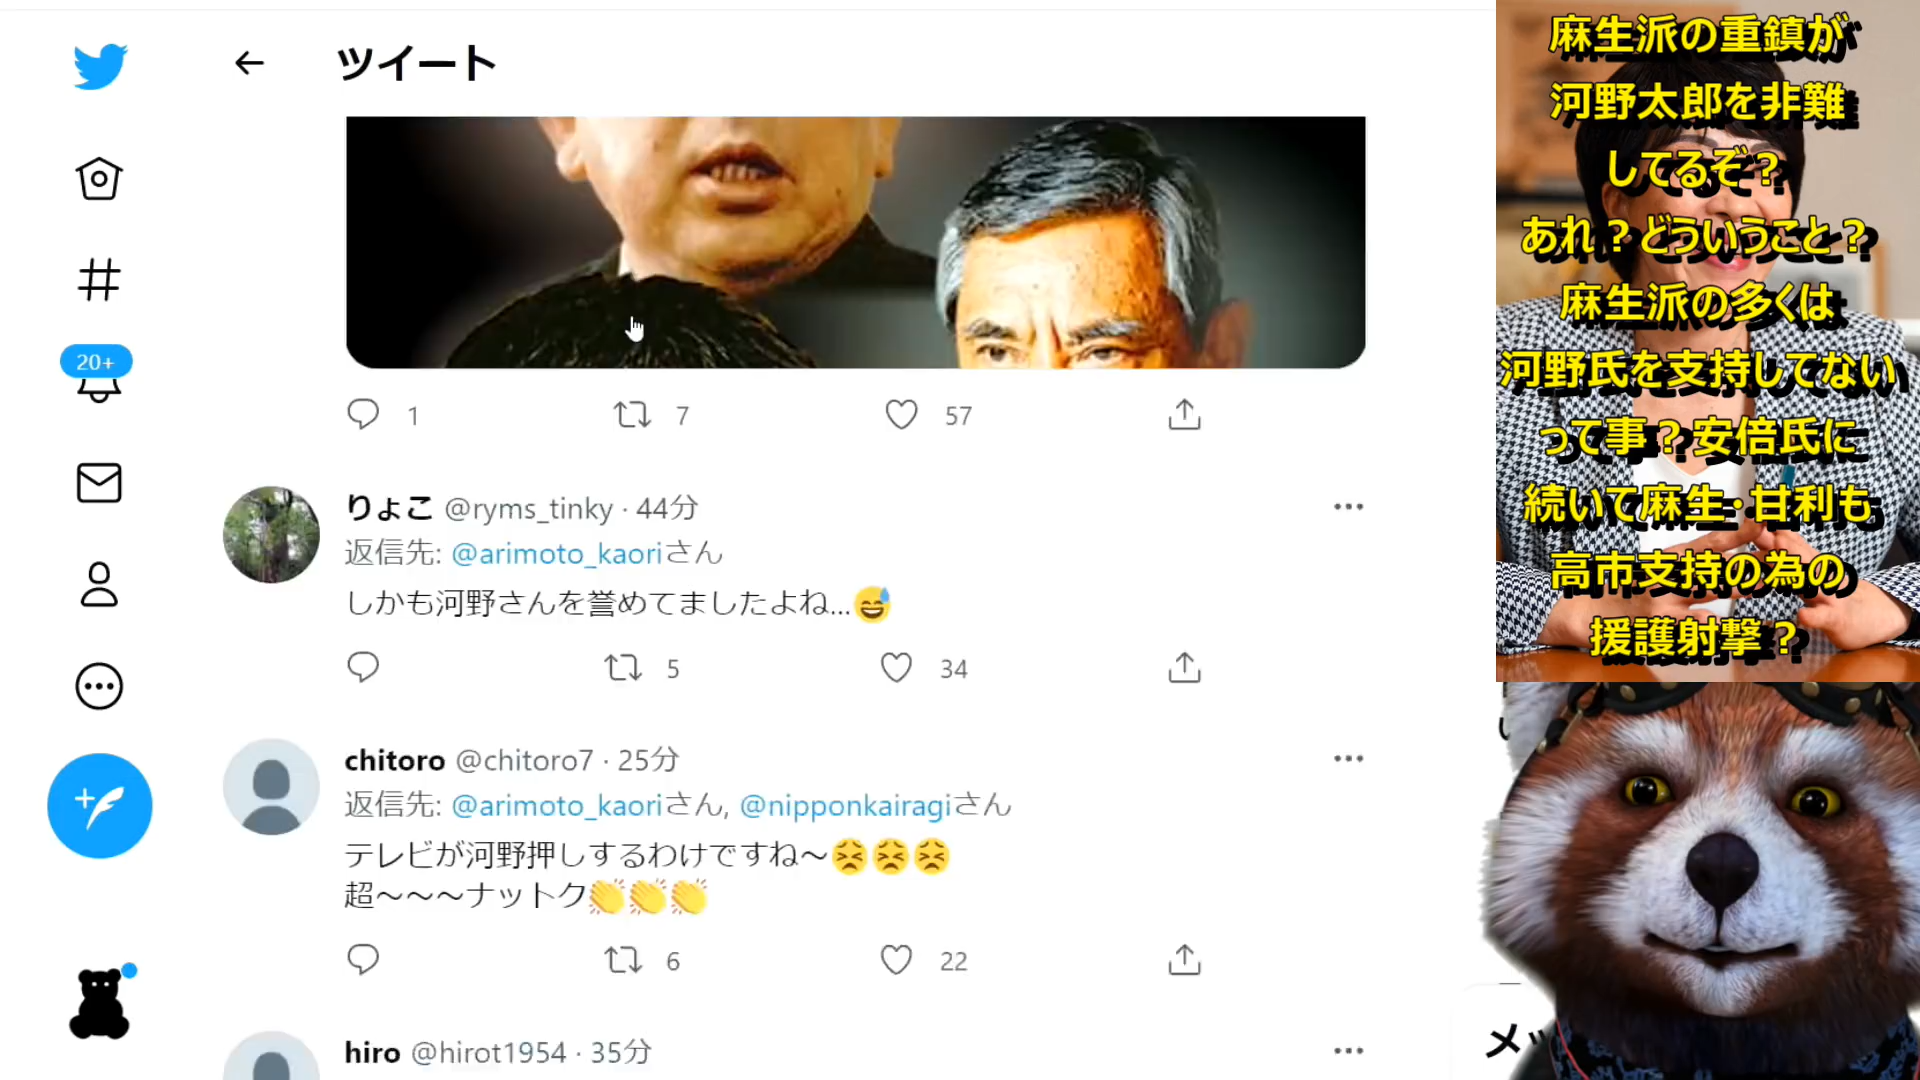 ツイート
20+
1
7
57
りょこ @ryms_tinky · 44分
返信先: @arimoto_kaoriさん
しかも河野さんを誉めてましたよね...😅
5
34
chitoro @chitoro7 · 25分
返信先: @arimoto_kaoriさん, @nipponkairagiさん
テレビが河野押しするわけですね〜😣😣😣
超〜〜〜ナットク👏👏👏
6
22
hiro @hirot1954 · 35分
麻生派の重鎮が
河野太郎を非難
してるぞ？
あれ？どういうこと？
麻生派の多くは
河野氏を支持してない
って事？安倍氏に
続いて麻生・甘利も
高市支持の為の
援護射撃？